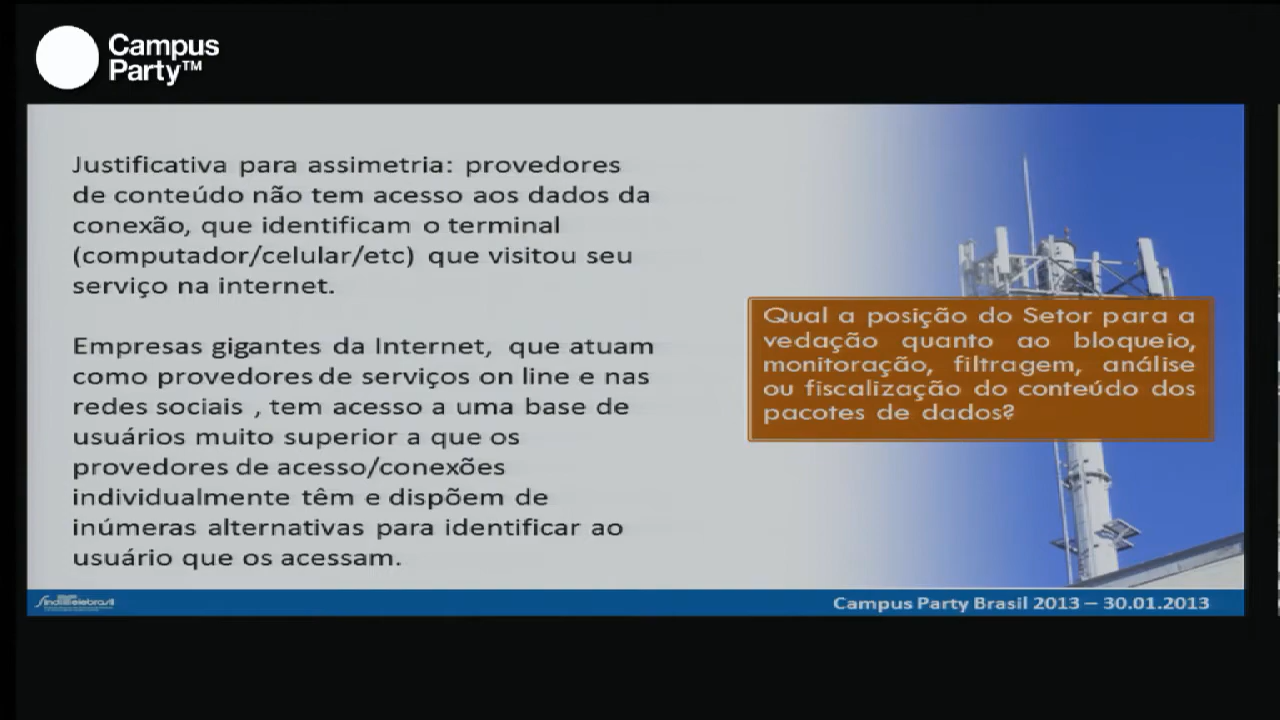 Campus
Party™
Justificativa para assimetria: provedores
de conteúdo não tem acesso aos dados da
conexão, que identificam o terminal
(computador/celular/etc) que visitou seu
serviço na internet.
Empresas gigantes da Internet, que atuam
como provedores de serviços on line e nas
redes sociais , tem acesso a uma base de
usuários muito superior a que os
provedores de acesso/conexões
individualmente têm e dispõem de
inúmeras alternativas para identificar ao
usuário que os acessam.
Qual a posição do Setor para a
vedação quanto ao bloqueio,
monitoração, filtragem, análise
ou fiscalização do conteúdo dos
pacotes de dados?
Campus Party Brasil 2013 – 30.01.2013